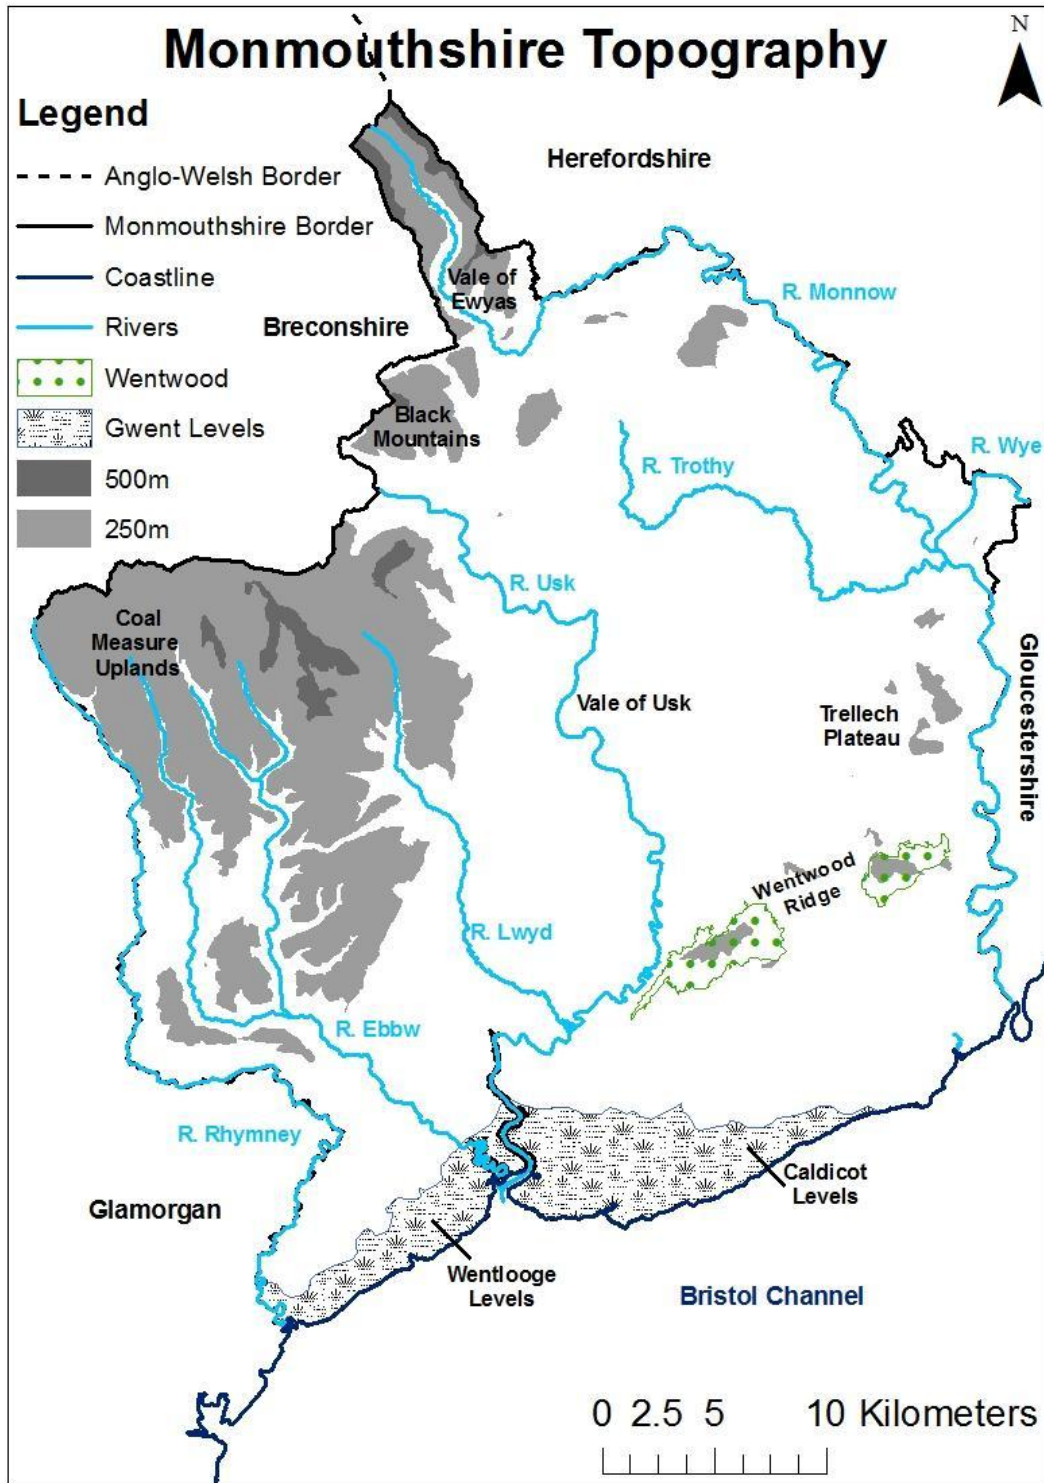 Monmouthshire Topography
N
Legend
Anglo-Welsh Border
Monmouthshire Border
Coastline
Rivers
Wentwood
Gwent Levels
500m
250m
Herefordshire
R. Monnow
Vale of
Ewyas
Breconshire
Black
Mountains
R. Wye
R. Trothy
R. Usk
Coal
Measure
Uplands
Vale of Usk
Trellech
Plateau
Gloucestershire
Wentwood
Ridge
R. Lwyd
R. Ebbw
R. Rhymney
Caldicot
Levels
Glamorgan
Wentlooge
Levels
Bristol Channel
0 2.5 5 10 Kilometers